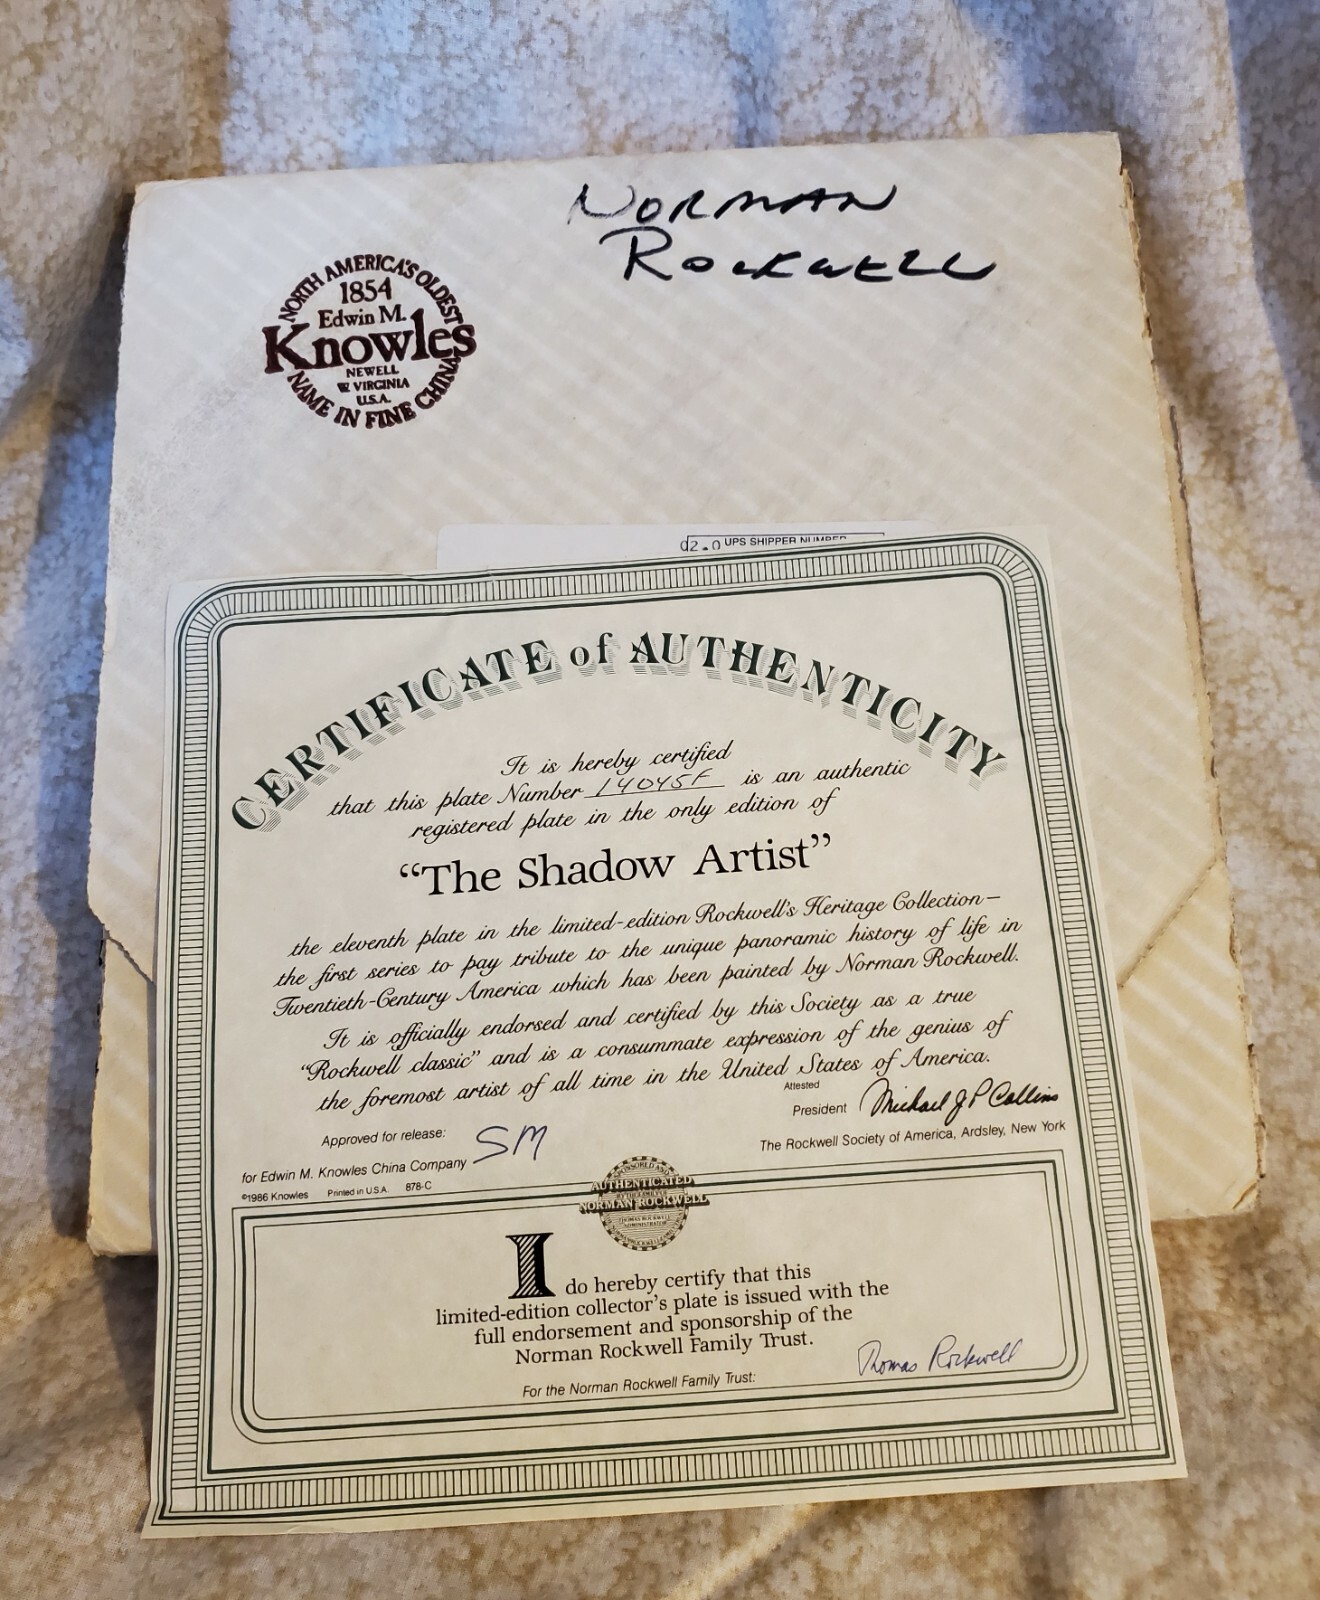 NORMAN
ROCKWELL
NORTH AMERICA'S OLDEST
1854
Edwin M.
Knowles
NEWELL
W VIRGINIA
U.S.A.
NAME IN FINE CHINA
02.0 UPS SHIPPER NUMBER
CERTIFICATE of AUTHENTICITY
It is hereby certified
that this plate Number 14045F is an authentic
registered plate in the only edition of
“The Shadow Artist”
the eleventh plate in the limited-edition Rockwell's Heritage Collection—
the first series to pay tribute to the unique panoramic history of life in
Twentieth-Century America which has been painted by Norman Rockwell.
It is officially endorsed and certified by this Society as a true
“Rockwell classic” and is a consummate expression of the genius of
the foremost artist of all time in the United States of America.
Attested
President Michael J P Collins
The Rockwell Society of America, Ardsley, New York
Approved for release:
for Edwin M. Knowles China Company SM
©1986 Knowles Printed in U.S.A. 878-C
SPONSORED AND
AUTHENTICATED
NORMAN ROCKWELL
THOMAS ROCKWELL
ADMINISTRATOR
I do hereby certify that this
limited-edition collector's plate is issued with the
full endorsement and sponsorship of the
Norman Rockwell Family Trust.
For the Norman Rockwell Family Trust: Thomas Rockwell